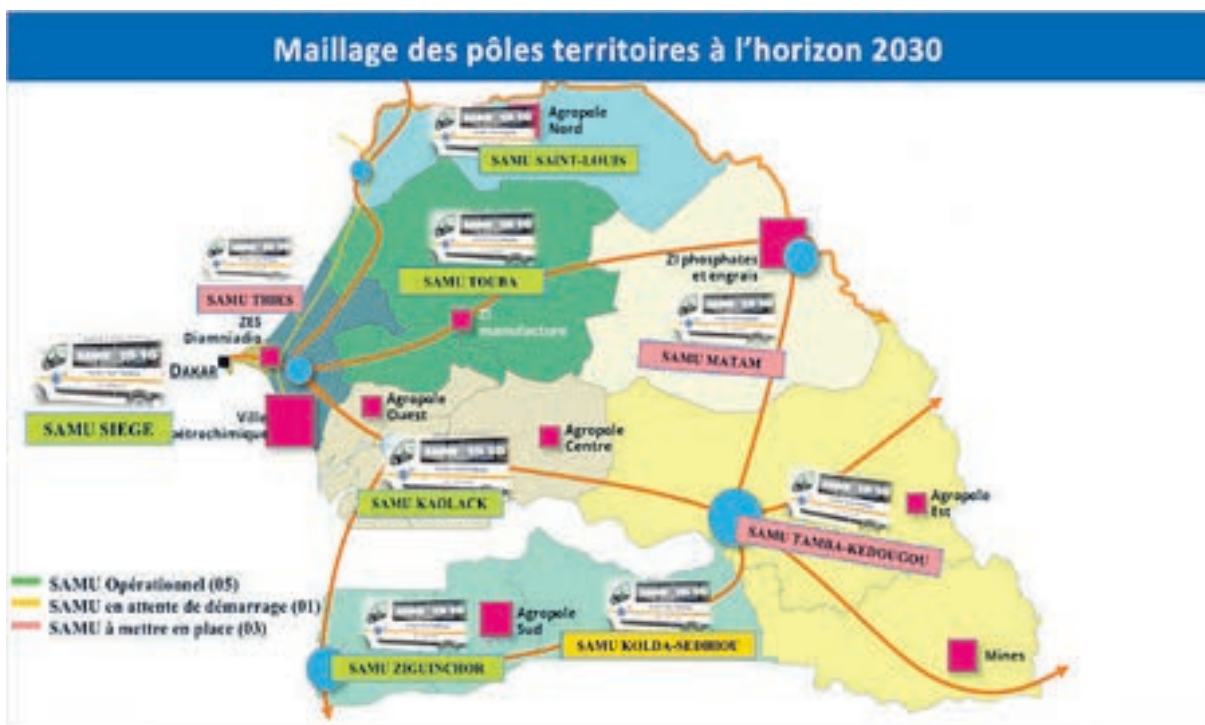 Maillage des pôles territoires à l'horizon 2030
Agropole
Nord
SAMU SAINT-LOUIS
SAMU TOUBA
SAMU THIES
ZES
Diamniadio
ZI
manufacture
ZI phosphates
et engrais
SAMU MATAM
DAKAR
SAMU SIEGE
Ville
pétrochimique
Agropole
Ouest
Agropole
Centre
SAMU KAOLACK
Agropole
Est
SAMU TAMBA-KEDOUGOU
SAMU Opérationnel (05)
SAMU en attente de démarrage (01)
SAMU à mettre en place (03)
Agropole
Sud
SAMU KOLDA-SEDHIOU
SAMU ZIGUINCHOR
Mines